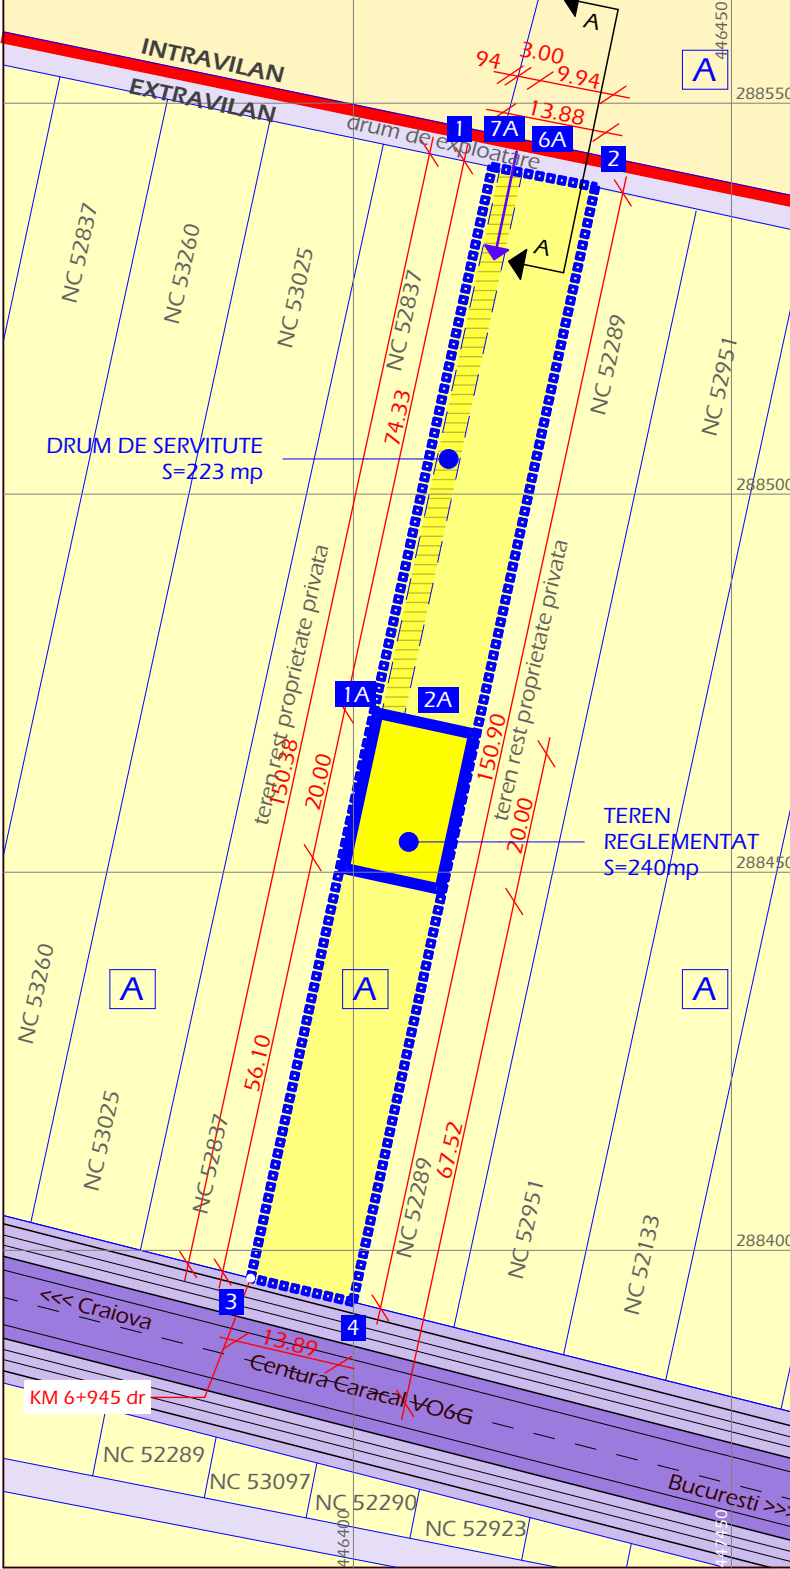 A
446450
INTRAVILAN
EXTRAVILAN
94
3.00
9.94
13.88
A
288550
drum de exploatare
1
7A
6A
2
A
NC 52837
NC 53260
NC 53025
NC 52837
NC 52289
NC 52951
74.33
DRUM DE SERVITUTE
S=223 mp
288500
teren rest proprietate privata
teren rest proprietate privata
1A
2A
150.38
20.00
150.90
20.00
TEREN
REGLEMENTAT
S=240mp
288450
NC 53260
A
A
A
56.10
67.52
NC 53025
NC 52837
NC 52289
NC 52951
NC 52133
288400
3
4
<<< Craiova
13.89
Centura Caracal VO6G
KM 6+945 dr
Bucuresti >>>
NC 52289
NC 53097
NC 52290
NC 52923
446400
447450